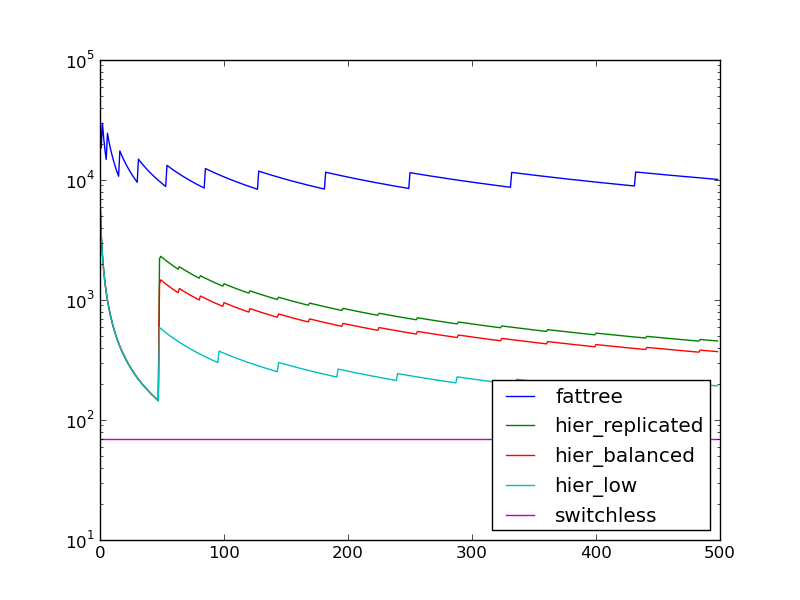 10^5
10^4
10^3
10^2
10^1
0 100 200 300 400 500
fattree
hier_replicated
hier_balanced
hier_low
switchless